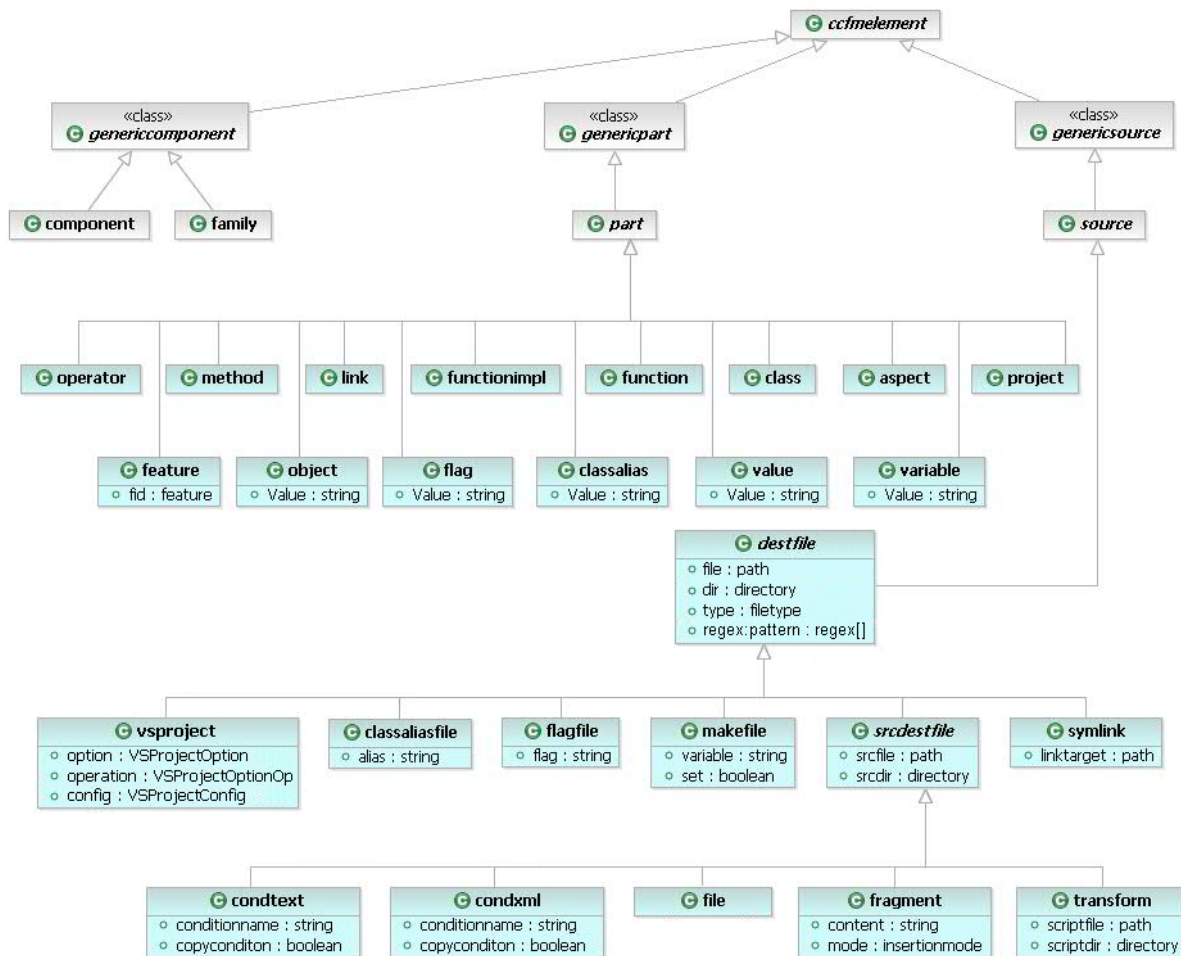 ccfmelement
«class»
genericcomponent
«class»
genericpart
«class»
genericsource
component
family
part
source
operator
method
link
functionimpl
function
class
aspect
project
feature
fid : feature
object
Value : string
flag
Value : string
classalias
Value : string
value
Value : string
variable
Value : string
destfile
file : path
dir : directory
type : filetype
regex:pattern : regex[]
vsproject
option : VSProjectOption
operation : VSProjectOptionOp
config : VSProjectConfig
classaliasfile
alias : string
flagfile
flag : string
makefile
variable : string
set : boolean
srcdestfile
srcfile : path
srcdir : directory
symlink
linktarget : path
condtext
conditionname : string
copyconditon : boolean
condxml
conditionname : string
copyconditon : boolean
file
fragment
content : string
mode : insertionmode
transform
scriptfile : path
scriptdir : directory